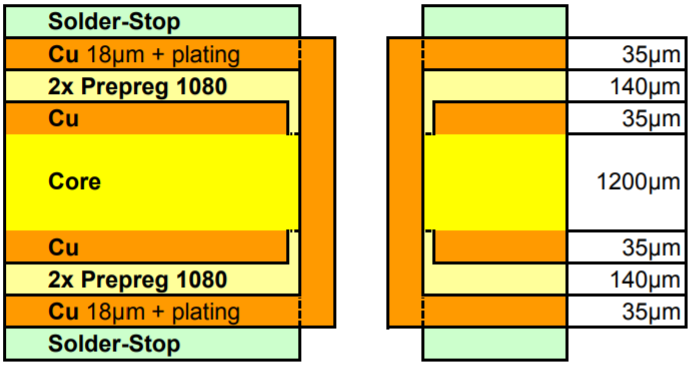 Solder-Stop
Cu 18µm + plating 35µm
2x Prepreg 1080 140µm
Cu 35µm
Core 1200µm
Cu 35µm
2x Prepreg 1080 140µm
Cu 18µm + plating 35µm
Solder-Stop